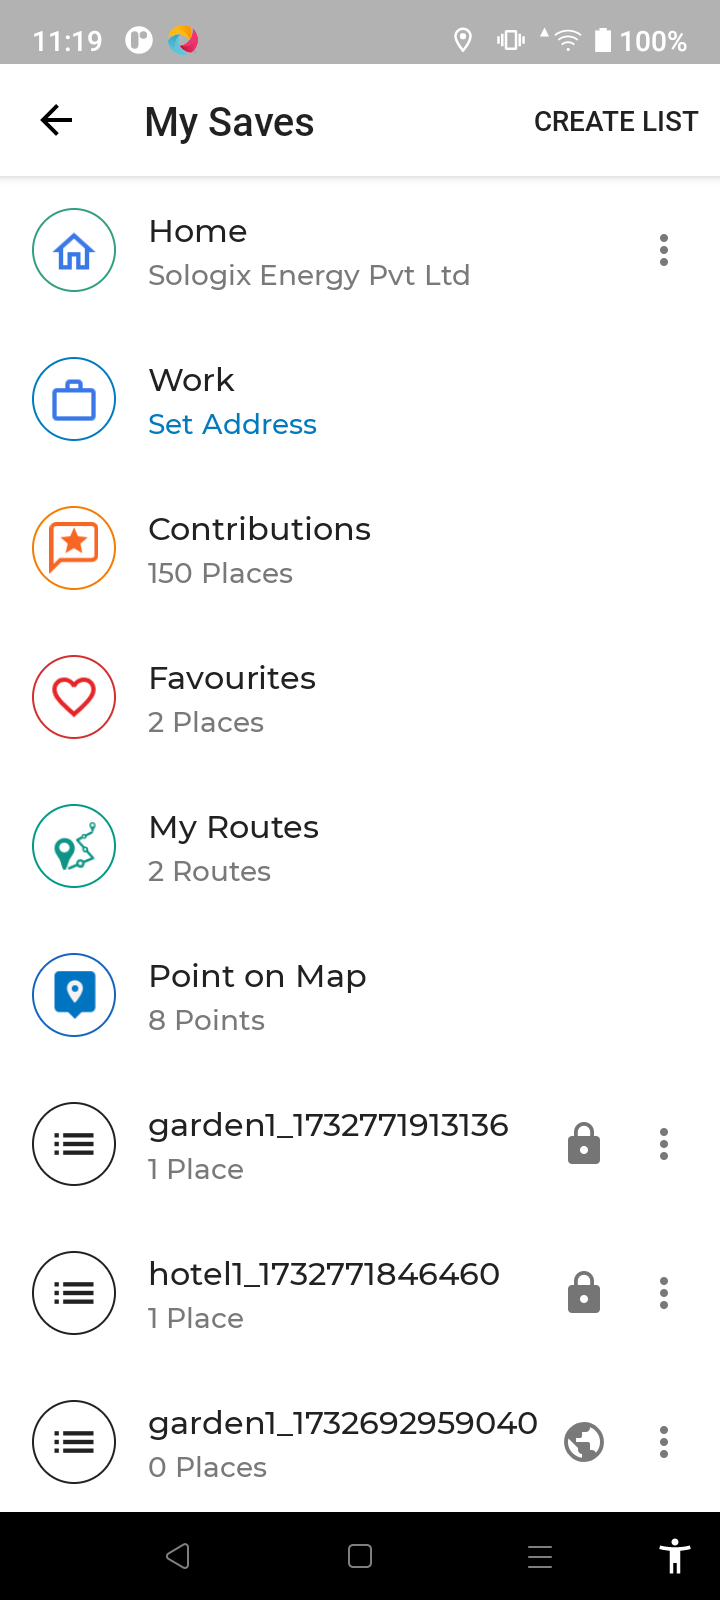 11:19
100%
My Saves
CREATE LIST
Home
Sologix Energy Pvt Ltd
Work
Set Address
Contributions
150 Places
Favourites
2 Places
My Routes
2 Routes
Point on Map
8 Points
garden1_1732771913136
1 Place
hotel1_1732771846460
1 Place
garden1_1732692959040
0 Places